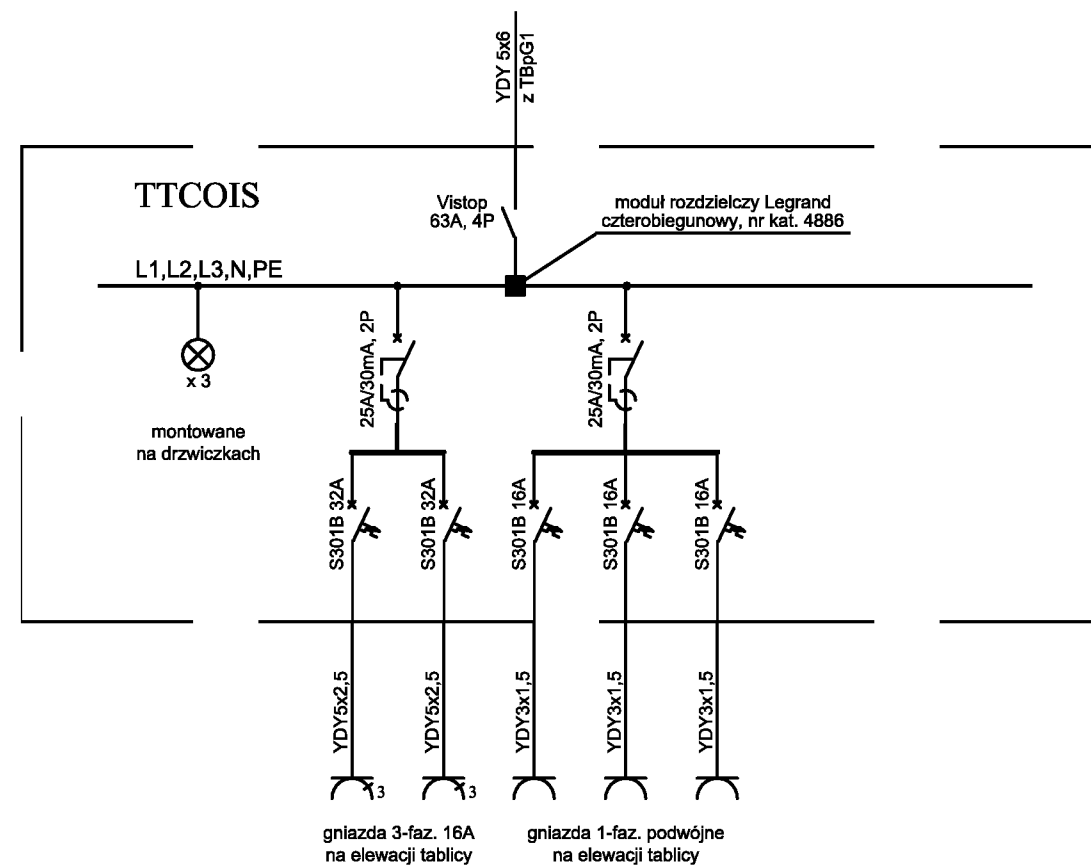 YDY 5x6
z TBpG1
TTCOIS
Vistop
63A, 4P
moduł rozdzielczy Legrand
czterobiegunowy, nr kat. 4886
L1,L2,L3,N,PE
x 3
montowane
na drzwiczkach
25A/30mA, 2P
25A/30mA, 2P
S301B 32A
S301B 32A
S301B 16A
S301B 16A
S301B 16A
YDY5x2,5
YDY5x2,5
YDY3x1,5
YDY3x1,5
YDY3x1,5
3
3
gniazda 3-faz. 16A
na elewacji tablicy
gniazda 1-faz. podwójne
na elewacji tablicy